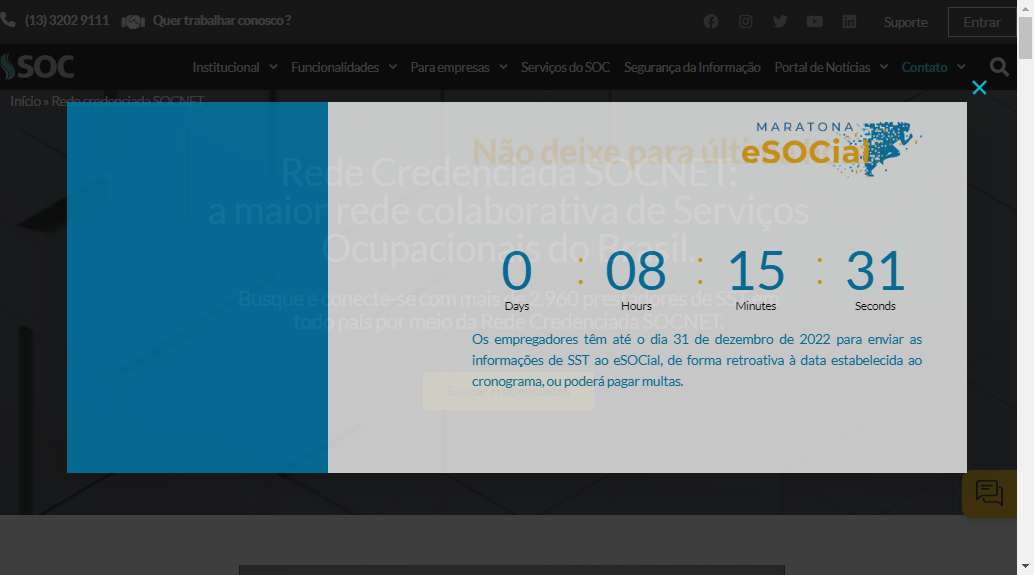 (13) 3202 9111 Quer trabalhar conosco ?
Suporte Entrar
SOC Institucional Funcionalidades Para empresas Serviços do SOC Segurança da Informação Portal de Notícias Contato
Início » Rede credenciada SOCNET
MARATONA
eSOCial
Não deixe para
Rede Credenciada SOCNET:
a maior rede colaborativa de Serviços
Ocupacionais do Brasil.
0 : 08 : 15 : 31
Days Hours Minutes Seconds
Busque e conecte-se com mais de 2.960 prestadores de SST em
todo país por meio da Rede Credenciada SOCNET.
Os empregadores têm até o dia 31 de dezembro de 2022 para enviar as
informações de SST ao eSOCial, de forma retroativa à data estabelecida ao
cronograma, ou poderá pagar multas.